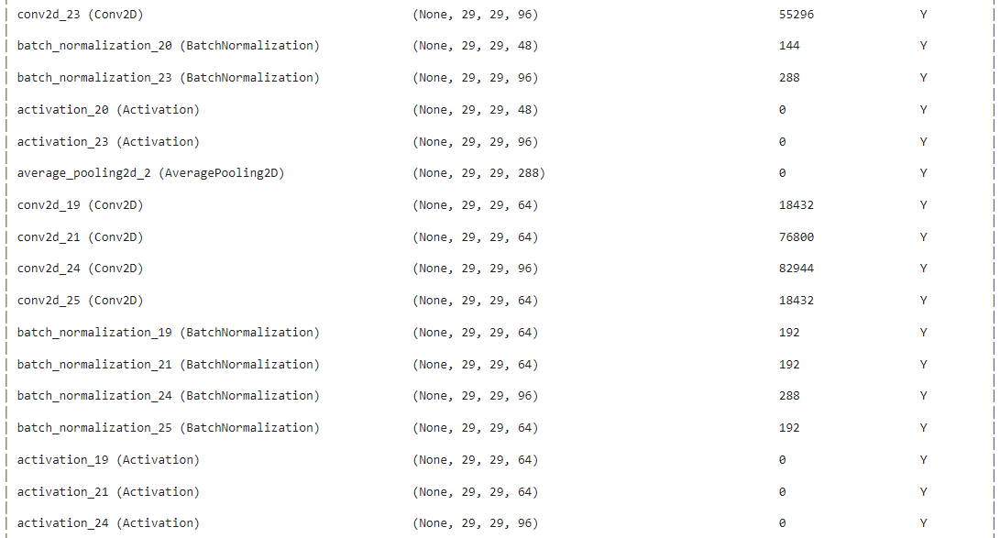 conv2d_23 (Conv2D) (None, 29, 29, 96) 55296 Y
batch_normalization_20 (BatchNormalization) (None, 29, 29, 48) 144 Y
batch_normalization_23 (BatchNormalization) (None, 29, 29, 96) 288 Y
activation_20 (Activation) (None, 29, 29, 48) 0 Y
activation_23 (Activation) (None, 29, 29, 96) 0 Y
average_pooling2d_2 (AveragePooling2D) (None, 29, 29, 288) 0 Y
conv2d_19 (Conv2D) (None, 29, 29, 64) 18432 Y
conv2d_21 (Conv2D) (None, 29, 29, 64) 76800 Y
conv2d_24 (Conv2D) (None, 29, 29, 96) 82944 Y
conv2d_25 (Conv2D) (None, 29, 29, 64) 18432 Y
batch_normalization_19 (BatchNormalization) (None, 29, 29, 64) 192 Y
batch_normalization_21 (BatchNormalization) (None, 29, 29, 64) 192 Y
batch_normalization_24 (BatchNormalization) (None, 29, 29, 96) 288 Y
batch_normalization_25 (BatchNormalization) (None, 29, 29, 64) 192 Y
activation_19 (Activation) (None, 29, 29, 64) 0 Y
activation_21 (Activation) (None, 29, 29, 64) 0 Y
activation_24 (Activation) (None, 29, 29, 96) 0 Y